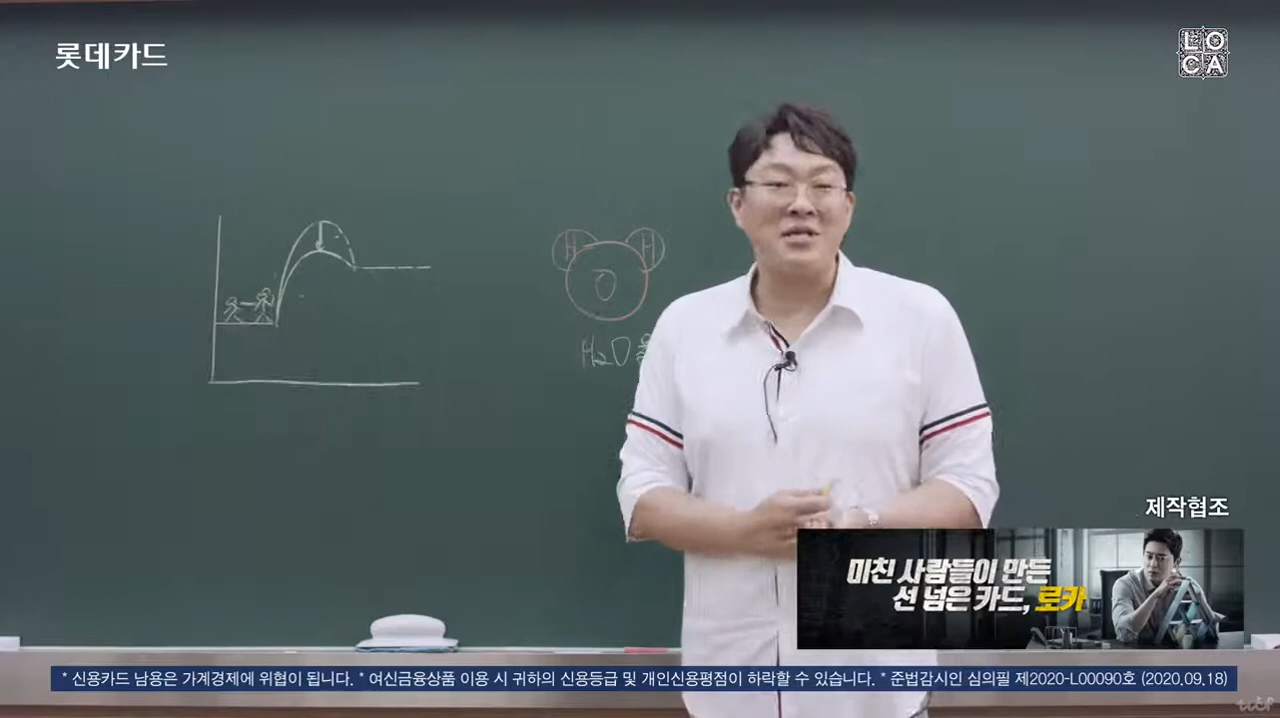 롯데카드
LO
CA
H
H
O
H₂O
제작협조
미친 사람들이 만든
선 넘은 카드, 로카
* 신용카드 남용은 가계경제에 위협이 됩니다. * 여신금융상품 이용 시 귀하의 신용등급 및 개인신용평점이 하락할 수 있습니다. * 준법감시인 심의필 제2020-L00090호 (2020.09.18)